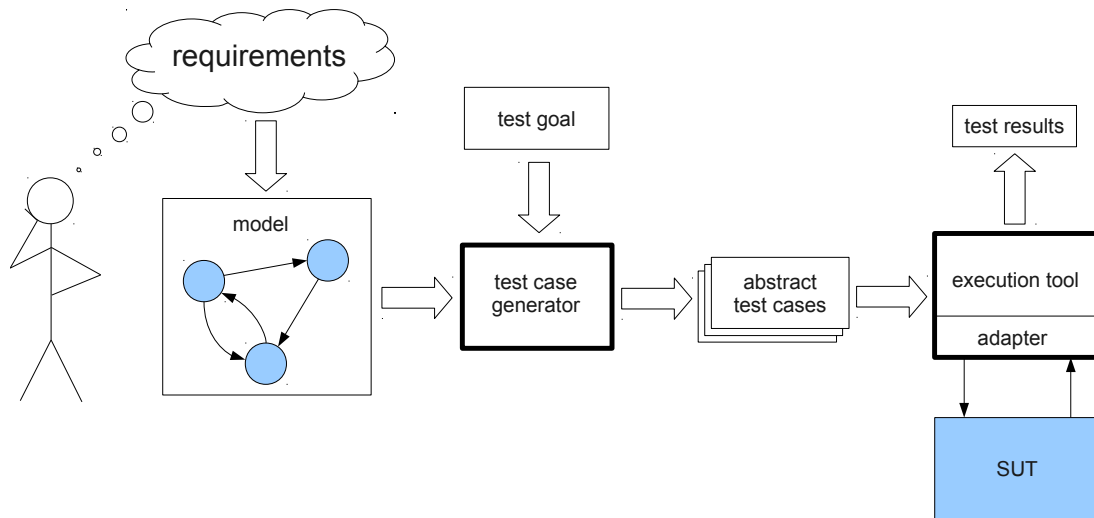 requirements
test goal
test results
model
test case
generator
abstract
test cases
execution tool
adapter
SUT